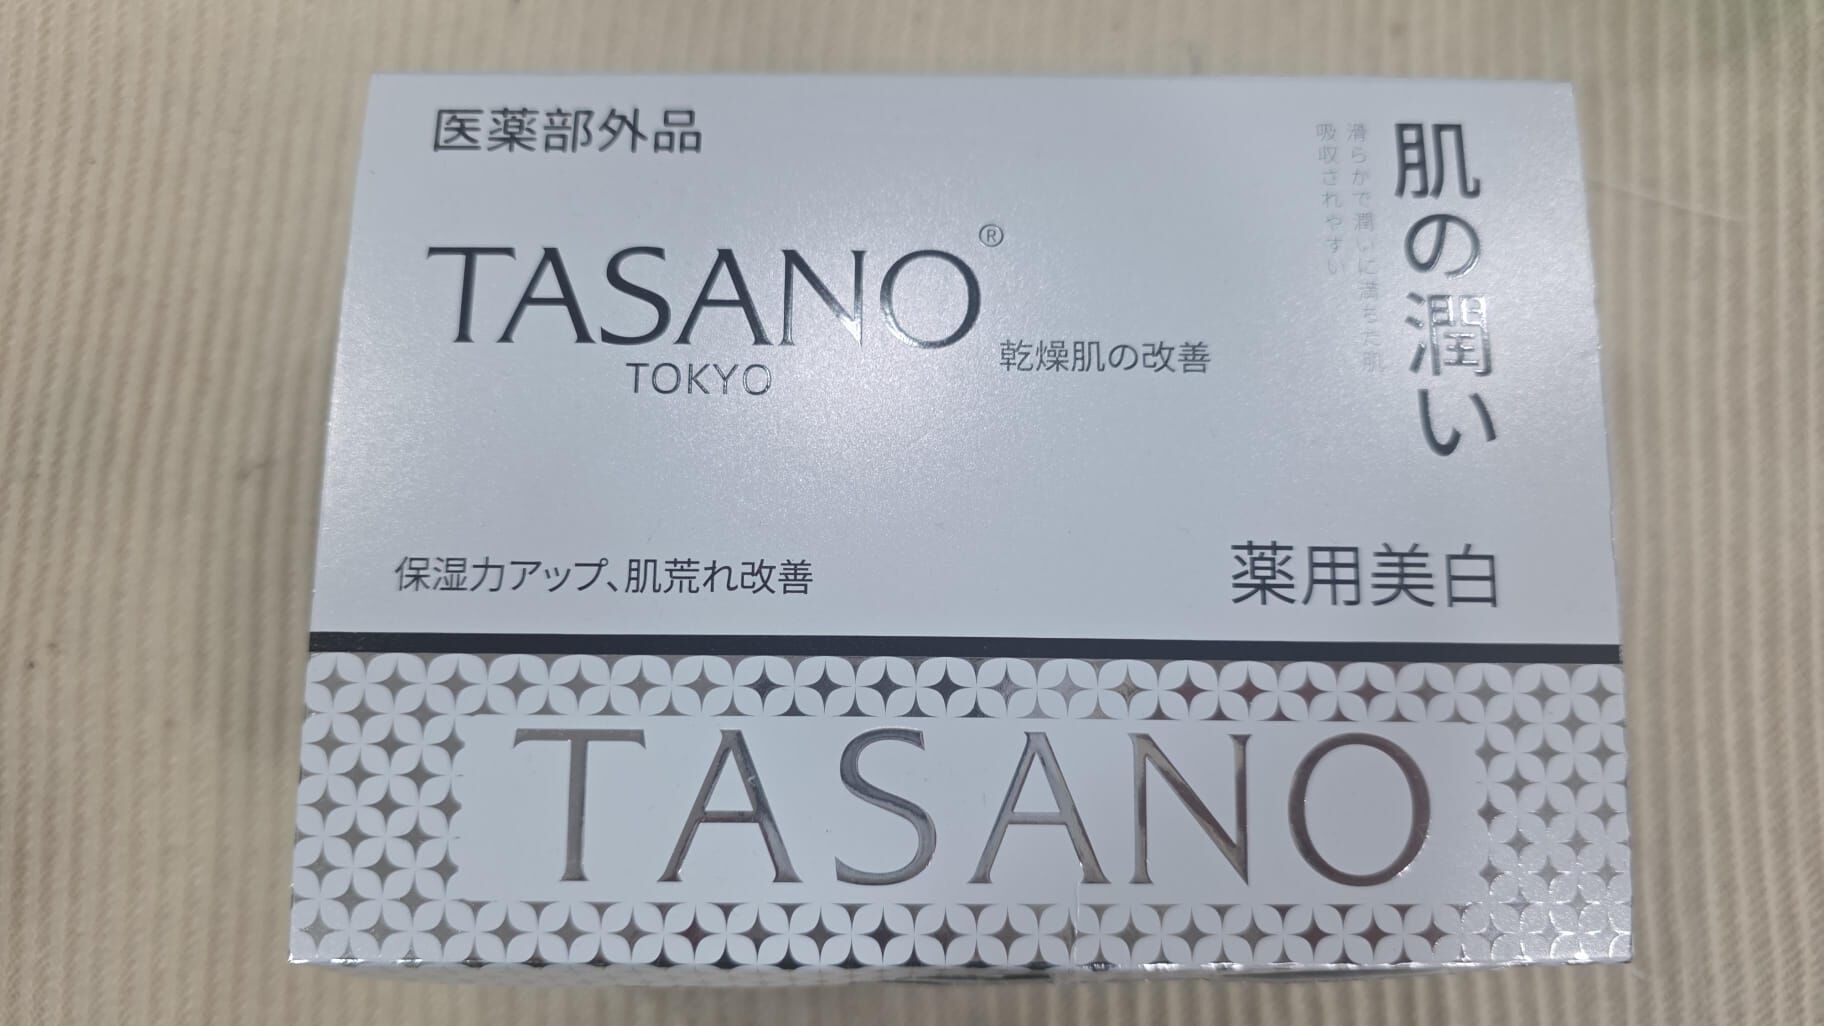 医薬部外品
TASANO®
TOKYO
乾燥肌の改善
肌の潤い
滑らかで潤いに満ちた肌
吸収されやすい
保湿力アップ、肌荒れ改善
薬用美白
TASANO